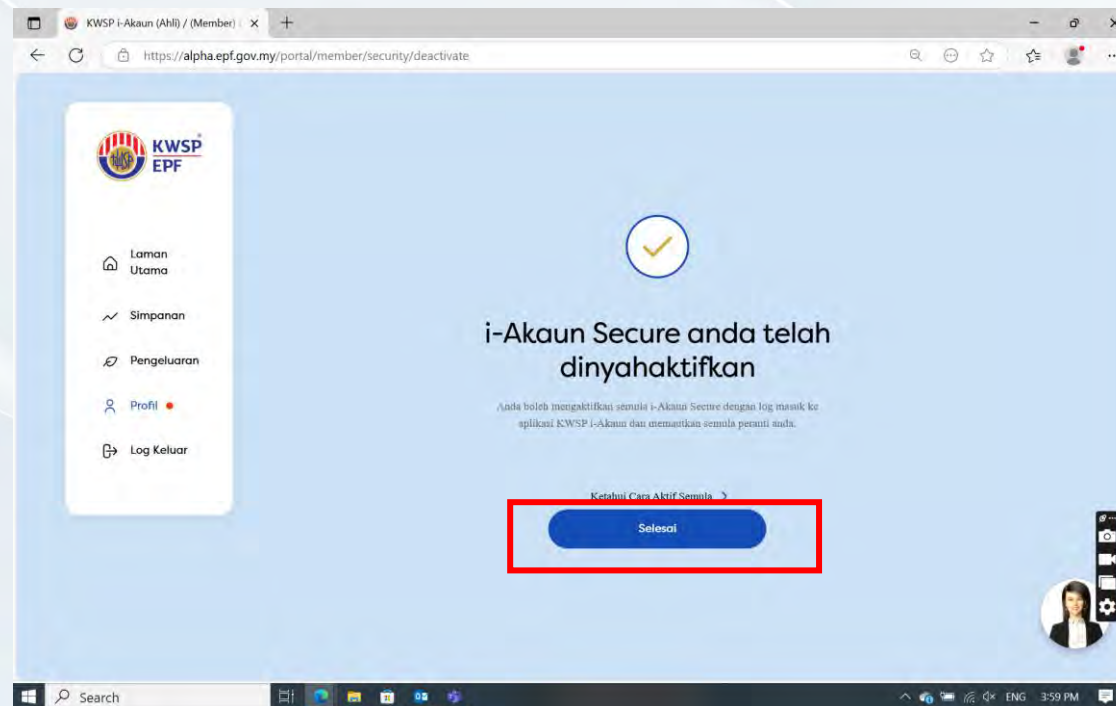 KWSP i-Akaun (Ahli) / (Member)
https://alpha.epf.gov.my/portal/member/security/deactivate
KWSP
EPF
Laman
Utama
Simpanan
Pengeluaran
Profil
Log Keluar
i-Akaun Secure anda telah
dinyahaktifkan
Anda boleh mengaktifkan semula i-Akaun Secure dengan log masuk ke
aplikasi KWSP i-Akaun dan memautkan semula peranti anda.
Ketahui Cara Aktif Semula
Selesai
Search
ENG 3:59 PM